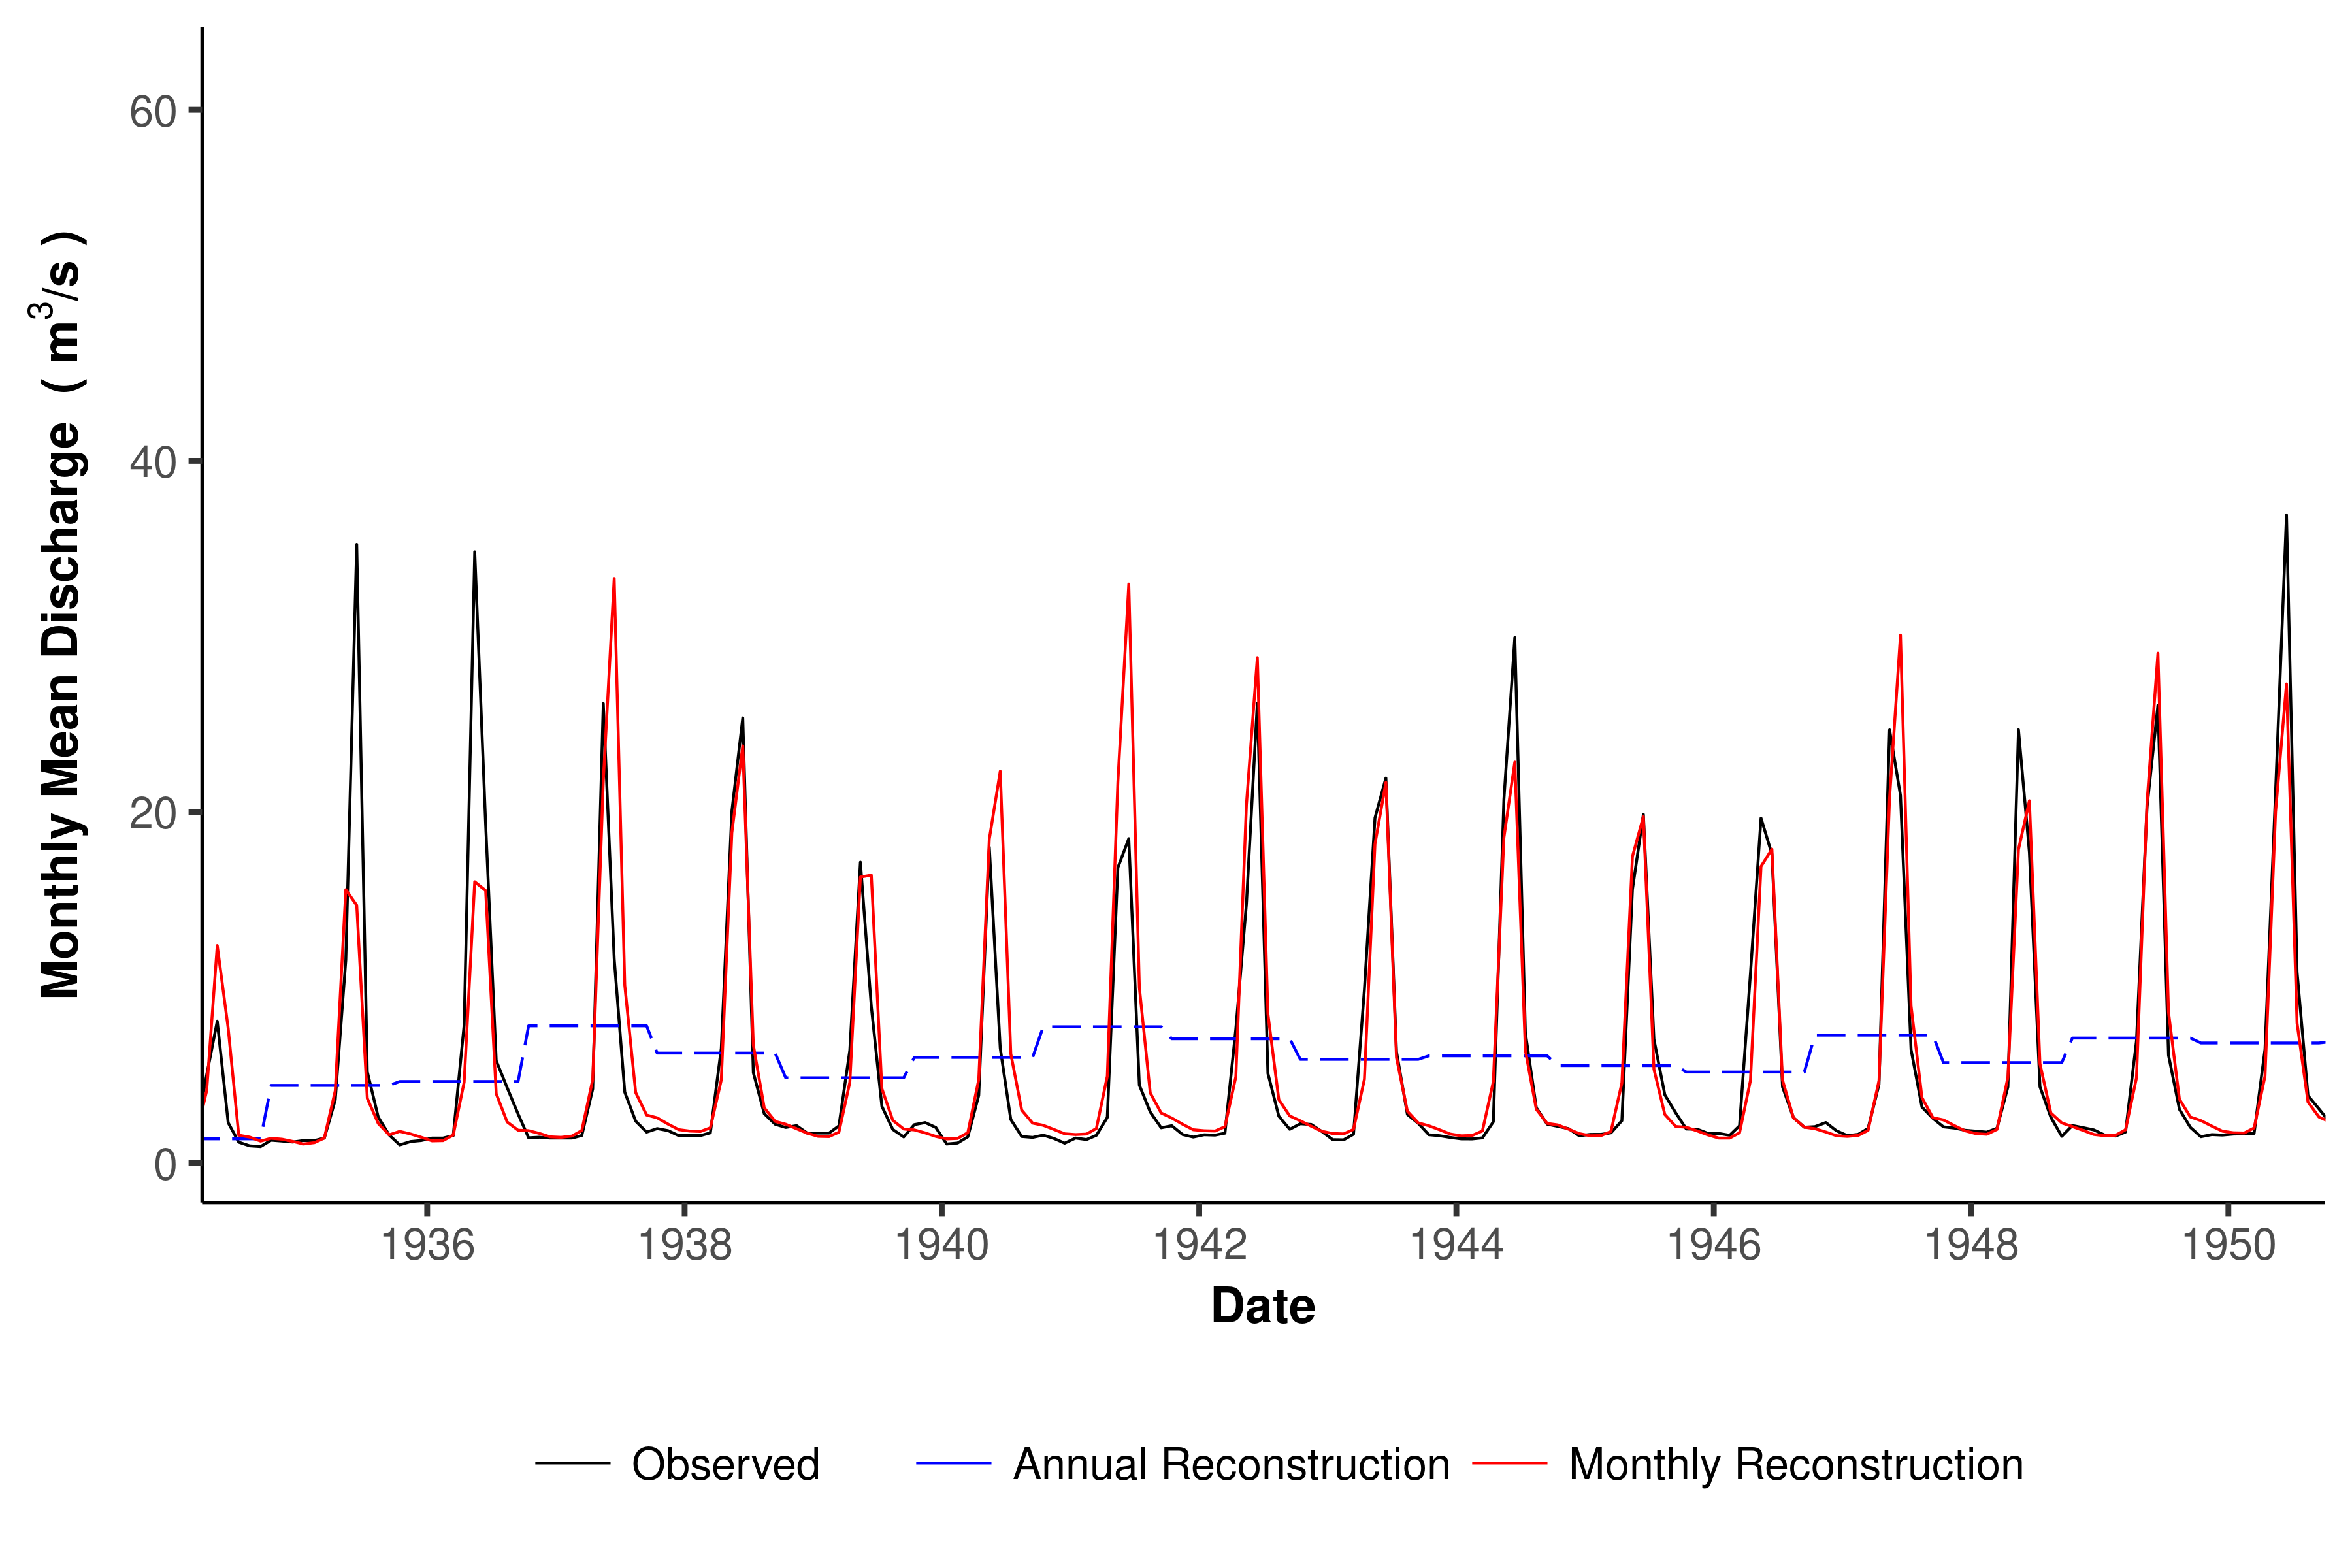 Monthly Mean Discharge ( m³/s )
60
40
20
0
1936 1938 1940 1942 1944 1946 1948 1950
Date
Observed Annual Reconstruction Monthly Reconstruction